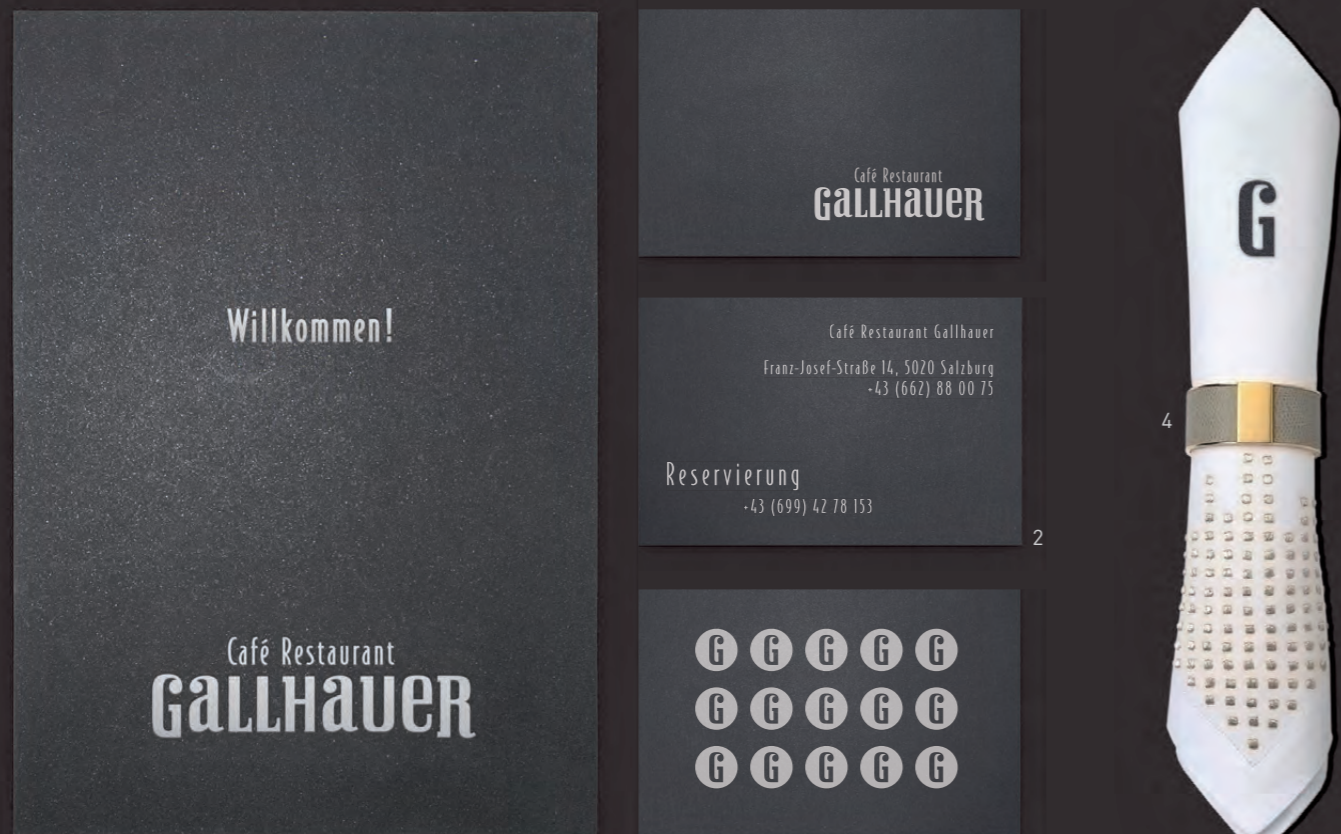 Willkommen!
Café Restaurant
GaLLHaUeR
Café Restaurant
GaLLHaUeR
Café Restaurant Gallhauer
Franz-Josef-Straße 14, 5020 Salzburg
+43 (662) 88 00 75
Reservierung
+43 (699) 42 78 153
2
G G G G G
G G G G G
G G G G G
G
4